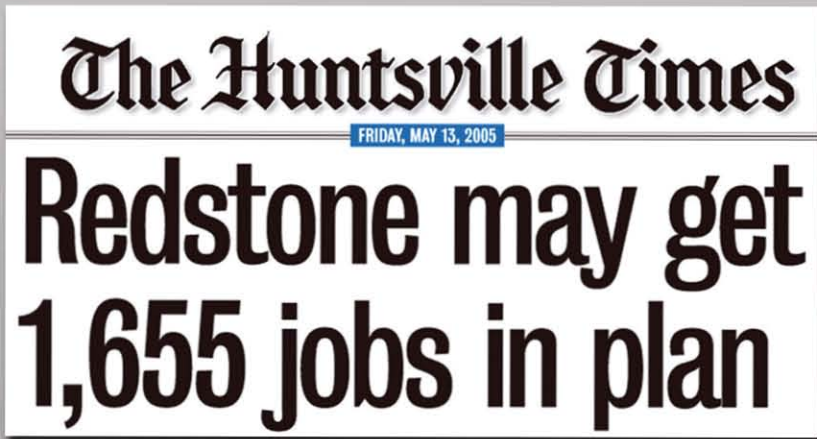 The Huntsville Times
FRIDAY, MAY 13, 2005
Redstone may get
1,655 jobs in plan